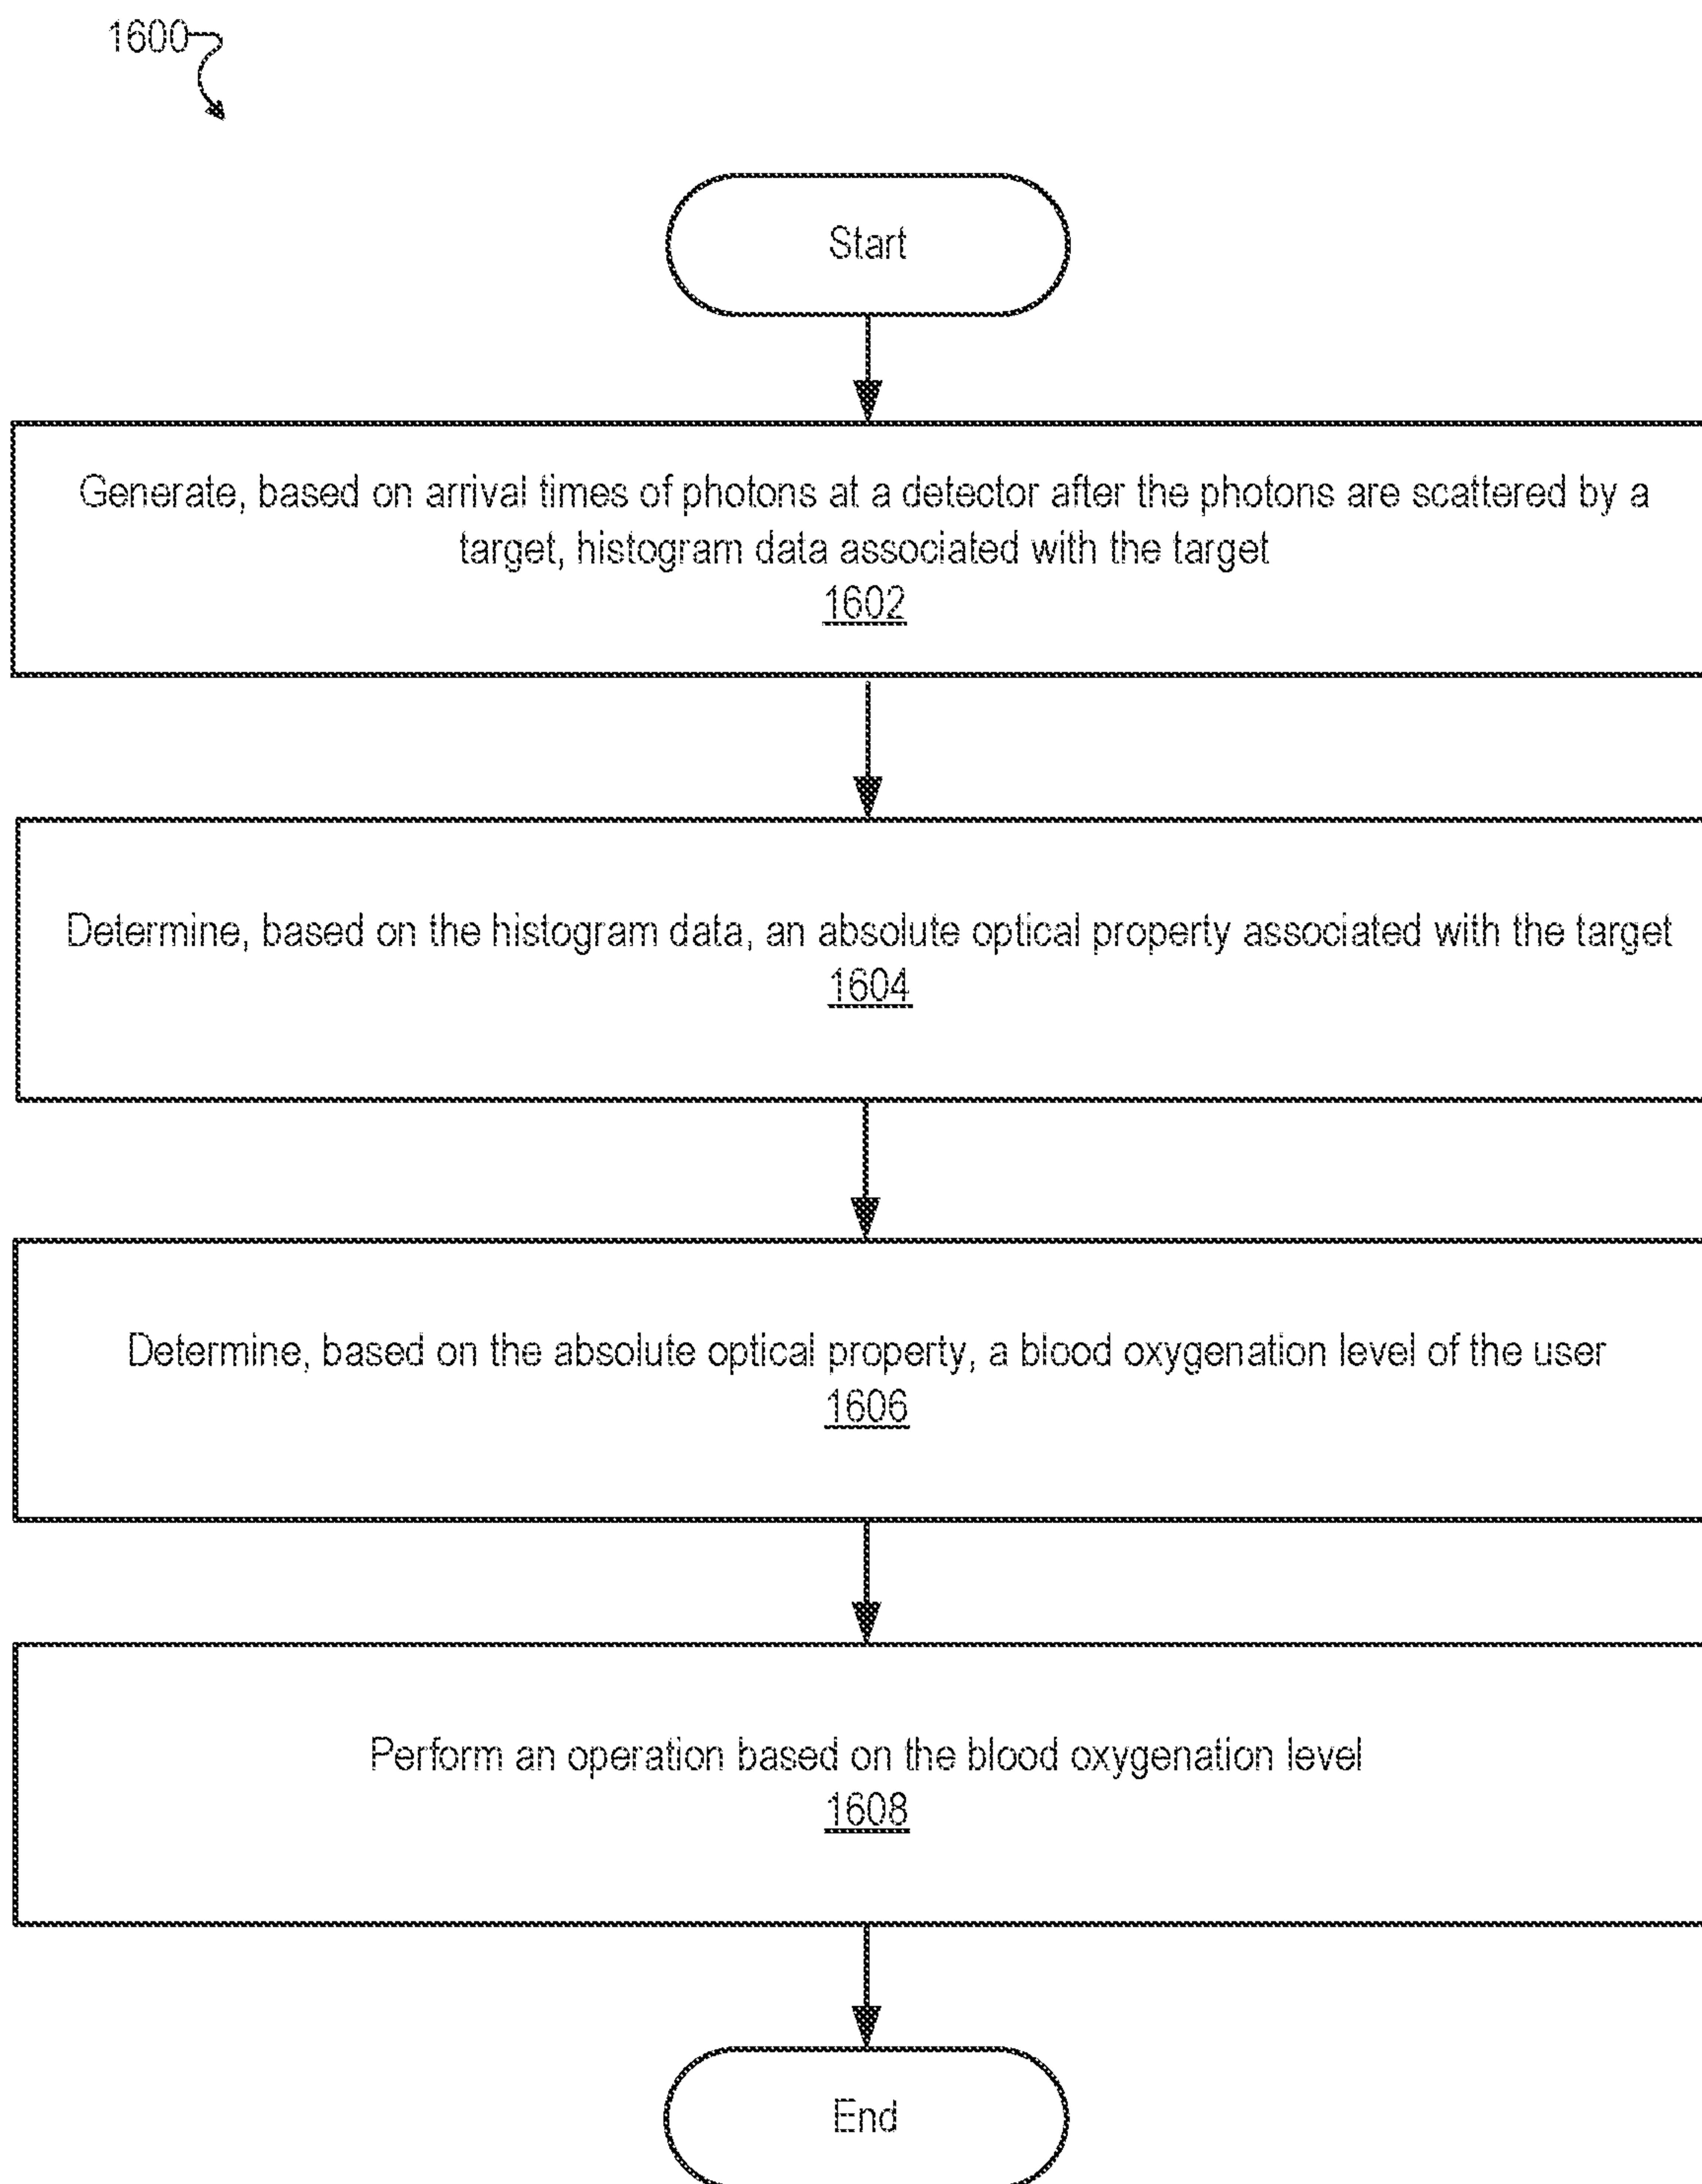 1600
Start
Generate, based on arrival times of photons at a detector after the photons are scattered by a
target, histogram data associated with the target
1602
Determine, based on the histogram data, an absolute optical property associated with the target
1604
Determine, based on the absolute optical property, a blood oxygenation level of the user
1606
Perform an operation based on the blood oxygenation level
1608
End